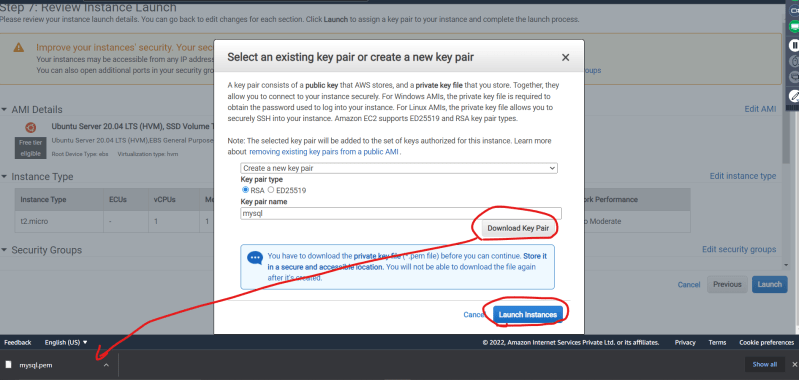 Step 7: Review Instance Launch
Please review your instance launch details. You can go back to edit changes for each section. Click Launch to assign a key pair to your instance and complete the launch process.
Improve your instances' security. Your sec
Your instances may be accessible from any IP address
You can also open additional ports in your security gro
ups
AMI Details
Edit AMI
Ubuntu Server 20.04 LTS (HVM), SSD Volume T
Free tier
eligible
Ubuntu Server 20.04 LTS (HVM),EBS General Purpose
Root Device Type: ebs Virtualization type: hvm
Instance Type
Edit instance type
Instance Type ECUs vCPUs Me
rk Performance
t2.micro - 1 1
o Moderate
Security Groups
Edit security groups
Cancel Previous Launch
Select an existing key pair or create a new key pair
A key pair consists of a public key that AWS stores, and a private key file that you store. Together, they
allow you to connect to your instance securely. For Windows AMIs, the private key file is required to
obtain the password used to log into your instance. For Linux AMIs, the private key file allows you to
securely SSH into your instance. Amazon EC2 supports ED25519 and RSA key pair types.
Note: The selected key pair will be added to the set of keys authorized for this instance. Learn more
about removing existing key pairs from a public AMI .
Create a new key pair
Key pair type
RSA ED25519
Key pair name
mysql
Download Key Pair
You have to download the private key file (*.pem file) before you can continue. Store it
in a secure and accessible location. You will not be able to download the file again
after it's created.
Cancel Launch Instances
Feedback English (US)
© 2022, Amazon Internet Services Private Ltd. or its affiliates. Privacy Terms Cookie preferences
mysql.pem
Show all